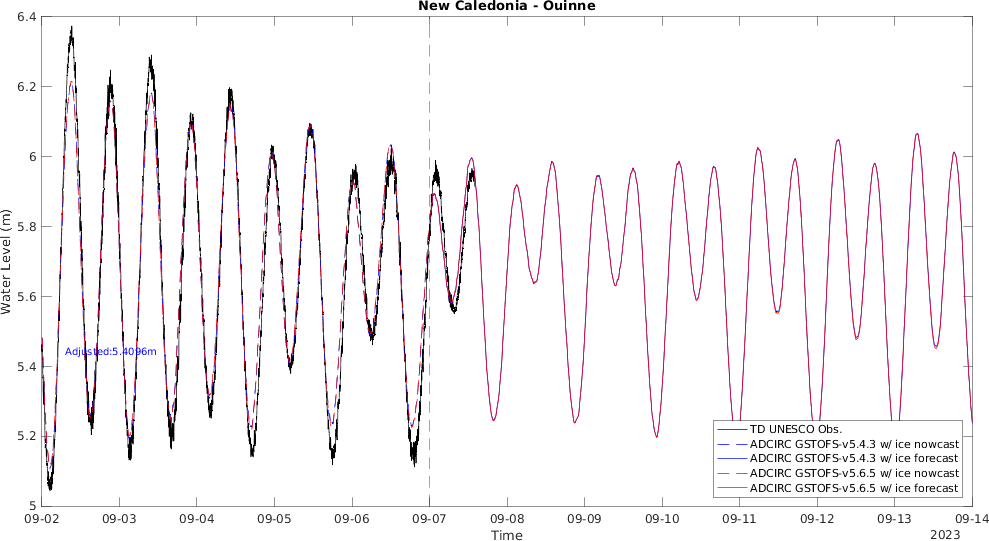 New Caledonia - Ouinne
6.4
6.2
6
5.8
5.6
5.4
5.2
5
Water Level (m)
Adjusted:5.4096m
TD UNESCO Obs.
ADCIRC GSTOFS-v5.4.3 w/ ice nowcast
ADCIRC GSTOFS-v5.4.3 w/ ice forecast
ADCIRC GSTOFS-v5.6.5 w/ ice nowcast
ADCIRC GSTOFS-v5.6.5 w/ ice forecast
09-02 09-03 09-04 09-05 09-06 09-07 09-08 09-09 09-10 09-11 09-12 09-13 09-14
Time
2023